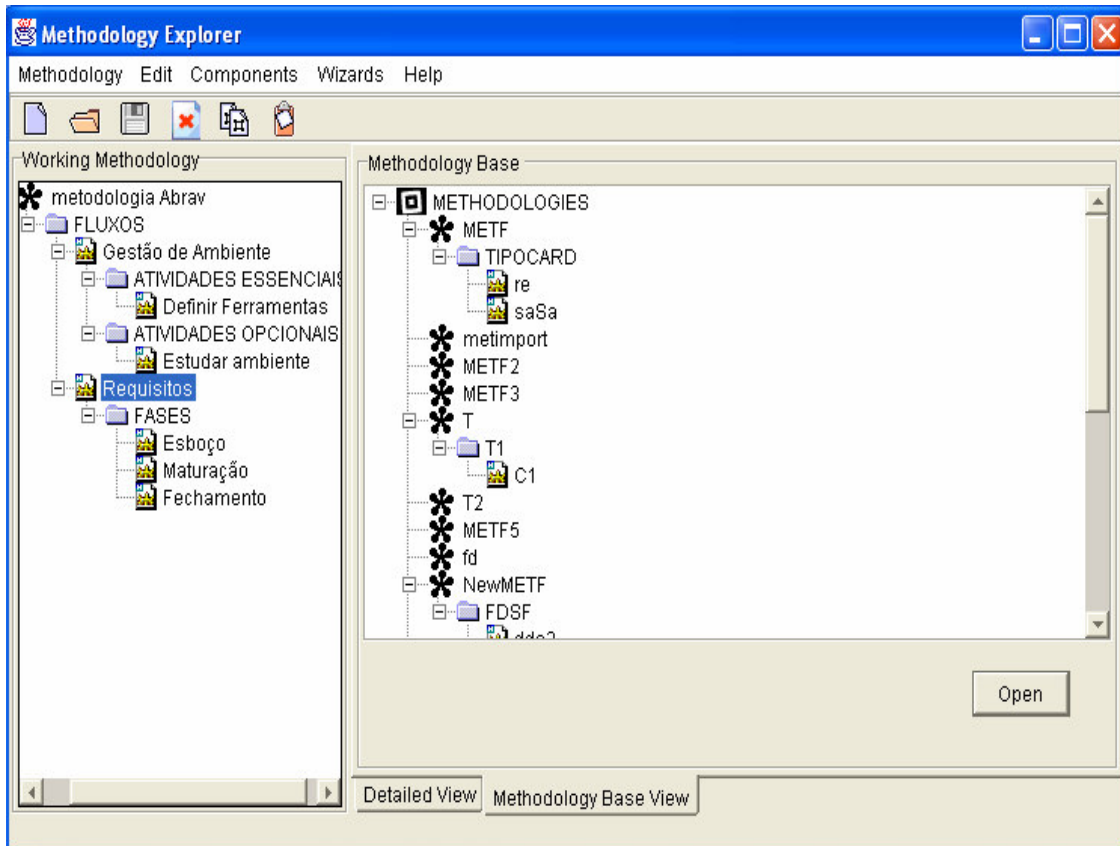 Methodology Explorer
Methodology Edit Components Wizards Help
Working Methodology
metodologia Abrav
FLUXOS
Gestão de Ambiente
ATIVIDADES ESSENCIAIS
Definir Ferramentas
ATIVIDADES OPCIONAIS
Estudar ambiente
Requisitos
FASES
Esboço
Maturação
Fechamento
Methodology Base
METHODOLOGIES
METF
TIPOCARD
re
saSa
metimport
METF2
METF3
T
T1
C1
T2
METF5
fd
NewMETF
FDSF
Open
Detailed View
Methodology Base View